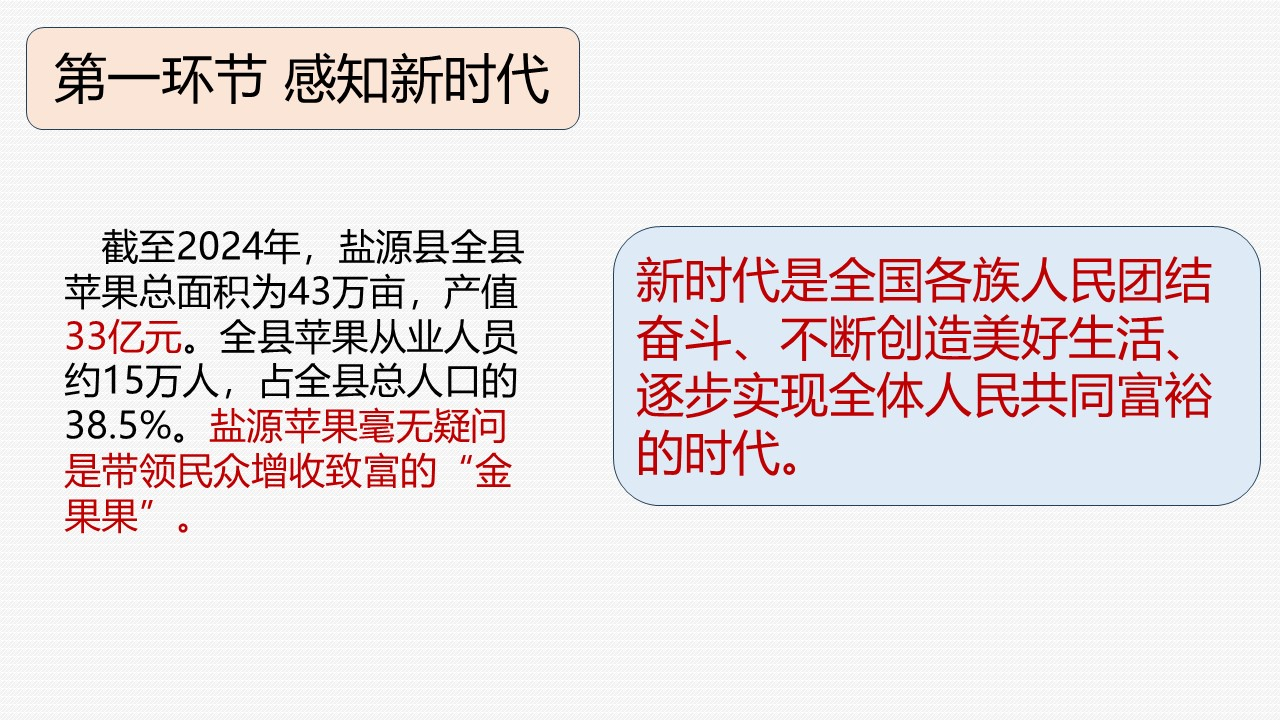 第一环节 感知新时代
截至2024年，盐源县全县
苹果总面积为43万亩，产值
33亿元。全县苹果从业人员
约15万人，占全县总人口的
38.5%。盐源苹果毫无疑问
是带领民众增收致富的“金
果果”。
新时代是全国各族人民团结
奋斗、不断创造美好生活、
逐步实现全体人民共同富裕
的时代。